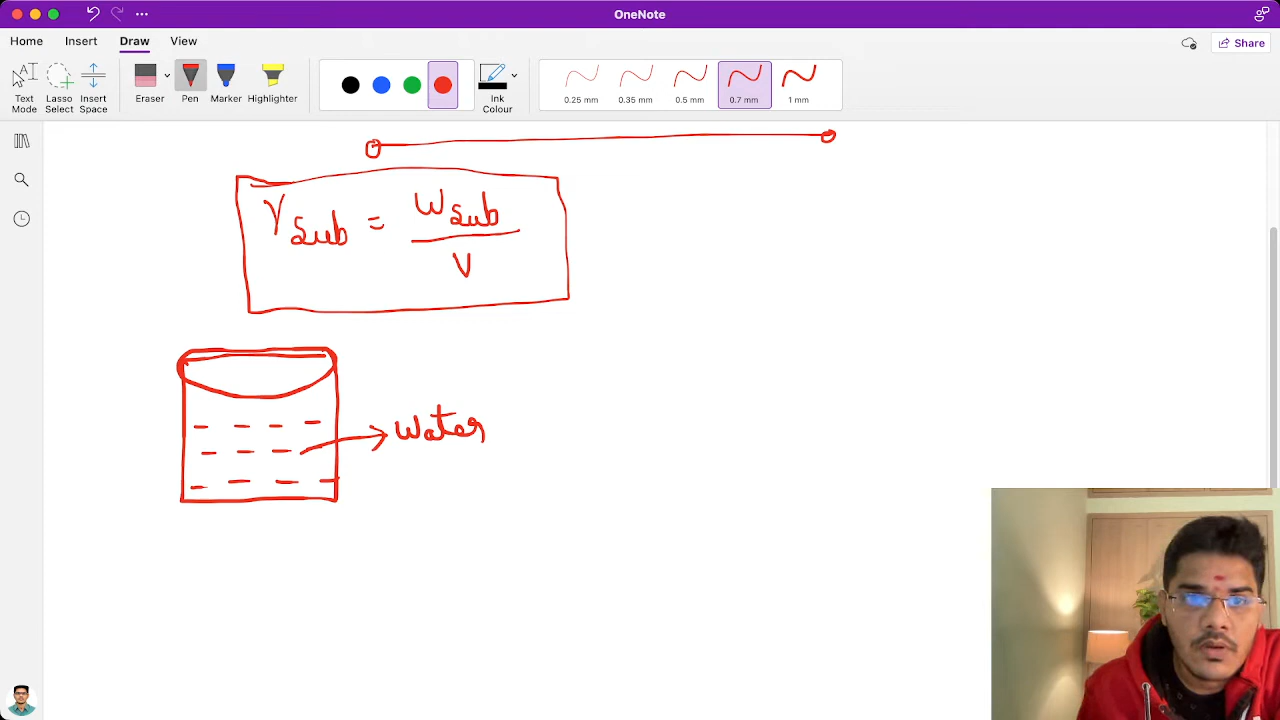 OneNote
Home Insert Draw View
Share
Text Mode
Lasso Select
Insert Space
Eraser
Pen
Marker
Highlighter
Ink Colour
0.25 mm
0.35 mm
0.5 mm
0.7 mm
1 mm
γsub = Wsub
V
Water